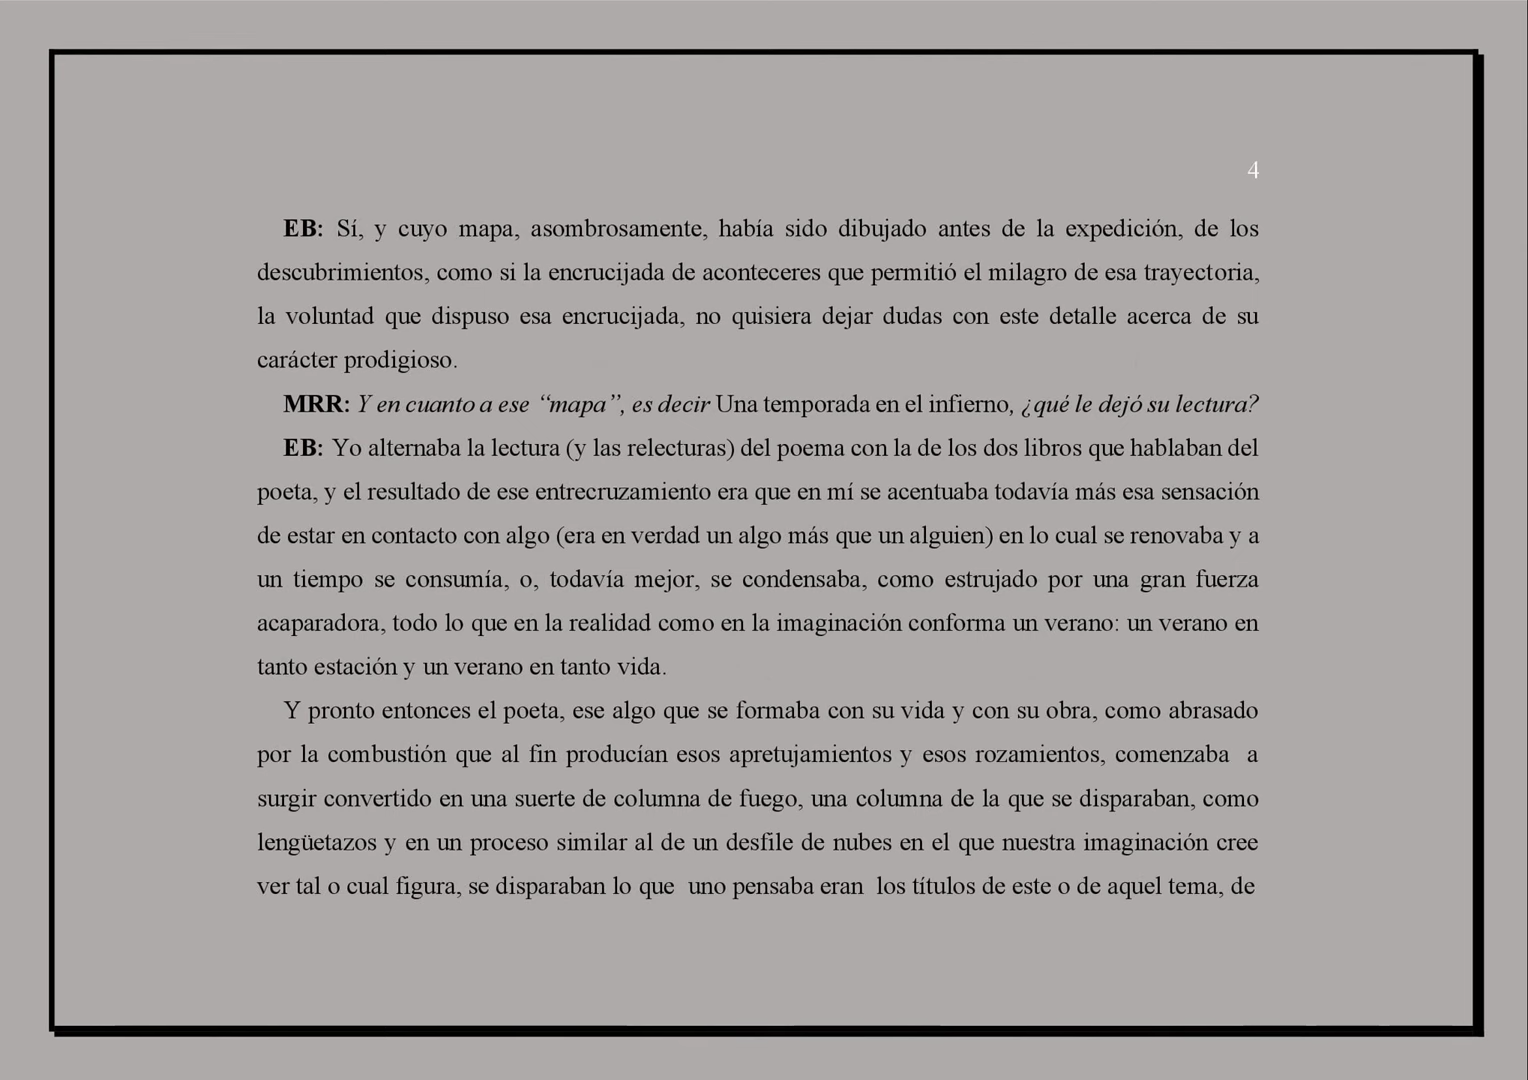 4
EB: Sí, y cuyo mapa, asombrosamente, había sido dibujado antes de la expedición, de los
descubrimientos, como si la encrucijada de aconteceres que permitió el milagro de esa trayectoria,
la voluntad que dispuso esa encrucijada, no quisiera dejar dudas con este detalle acerca de su
carácter prodigioso.
MRR: Y en cuanto a ese “mapa”, es decir Una temporada en el infierno, ¿qué le dejó su lectura?
EB: Yo alternaba la lectura (y las relecturas) del poema con la de los dos libros que hablaban del
poeta, y el resultado de ese entrecruzamiento era que en mí se acentuaba todavía más esa sensación
de estar en contacto con algo (era en verdad un algo más que un alguien) en lo cual se renovaba y a
un tiempo se consumía, o, todavía mejor, se condensaba, como estrujado por una gran fuerza
acaparadora, todo lo que en la realidad como en la imaginación conforma un verano: un verano en
tanto estación y un verano en tanto vida.
Y pronto entonces el poeta, ese algo que se formaba con su vida y con su obra, como abrasado
por la combustión que al fin producían esos apretujamientos y esos rozamientos, comenzaba a
surgir convertido en una suerte de columna de fuego, una columna de la que se disparaban, como
lengüetazos y en un proceso similar al de un desfile de nubes en el que nuestra imaginación cree
ver tal o cual figura, se disparaban lo que uno pensaba eran los títulos de este o de aquel tema, de